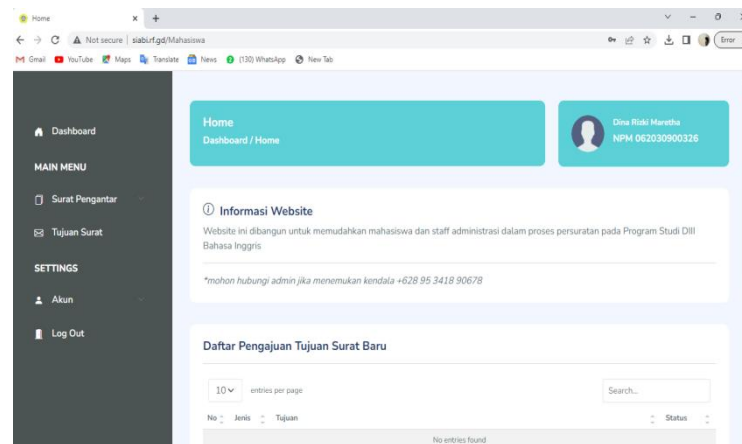 Home
Not secure | siabi.rf.gd/Mahasiswa
Error
Gmail YouTube Maps Translate News (130) WhatsApp New Tab
Dashboard
MAIN MENU
Surat Pengantar
Tujuan Surat
SETTINGS
Akun
Log Out
Home
Dashboard / Home
Dina Rizki Maretha
NPM 062030900326
Informasi Website
Website ini dibangun untuk memudahkan mahasiswa dan staff administrasi dalam proses persuratan pada Program Studi DIII
Bahasa Inggris
*mohon hubungi admin jika menemukan kendala +628 95 3418 90678
Daftar Pengajuan Tujuan Surat Baru
10 entries per page
Search...
No Jenis Tujuan Status
No entries found